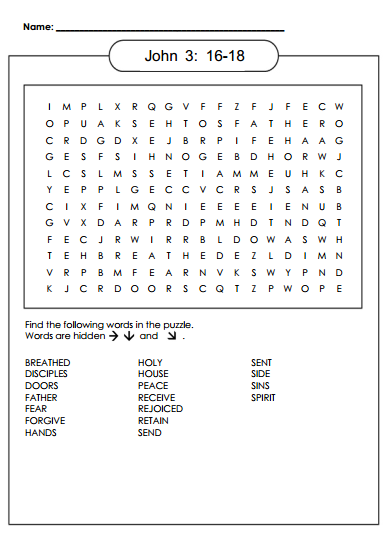 Name:
John 3: 16-18
I M P L X R Q G V F F Z F J F E C W
O P U A K S E H T O S F A T H E R O
C R D G D X E J B R P I F E H A A G
G E S F S I H N O G E B D H O R W J
L C S L M S S E T I A M M E U H K C
Y E P P L G E C C V C R S J S A S B
C I X F I M Q N I E E E E I E N U B
G V X D A R P R D P M H D T N D Q T
F E C J R W I R R B L D O W A S W H
T E H B R E A T H E D E Z L D I M N
V R P B M F E A R N V K S W Y P N D
K J C R D O O R S C Q T Z P W O P E
Find the following words in the puzzle.
Words are hidden → ↓ and ↘ .
BREATHED
DISCIPLES
DOORS
FATHER
FEAR
FORGIVE
HANDS
HOLY
HOUSE
PEACE
RECEIVE
REJOICED
RETAIN
SEND
SENT
SIDE
SINS
SPIRIT